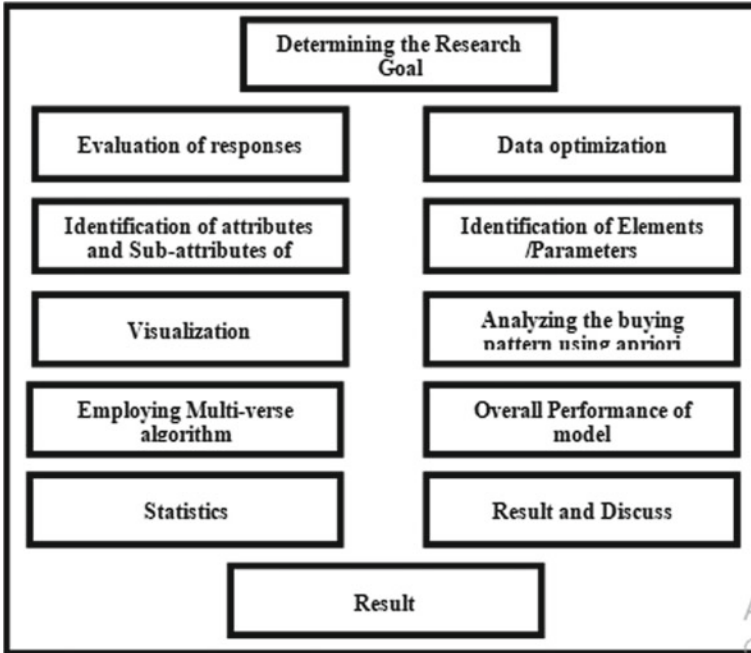 Determining the Research
Goal
Evaluation of responses
Data optimization
Identification of attributes
and Sub-attributes of
Identification of Elements
/Parameters
Visualization
Analyzing the buying
pattern using apriori
Employing Multi-verse
algorithm
Overall Performance of
model
Statistics
Result and Discuss
Result